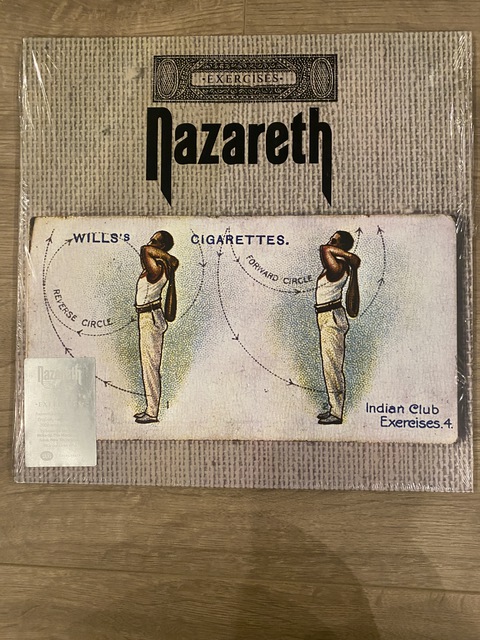 ·EXERCISES·
Nazareth
WILLS'S CIGARETTES.
REVERSE CIRCLE
FORWARD CIRCLE
Indian Club
Exercises.4.
Nazareth